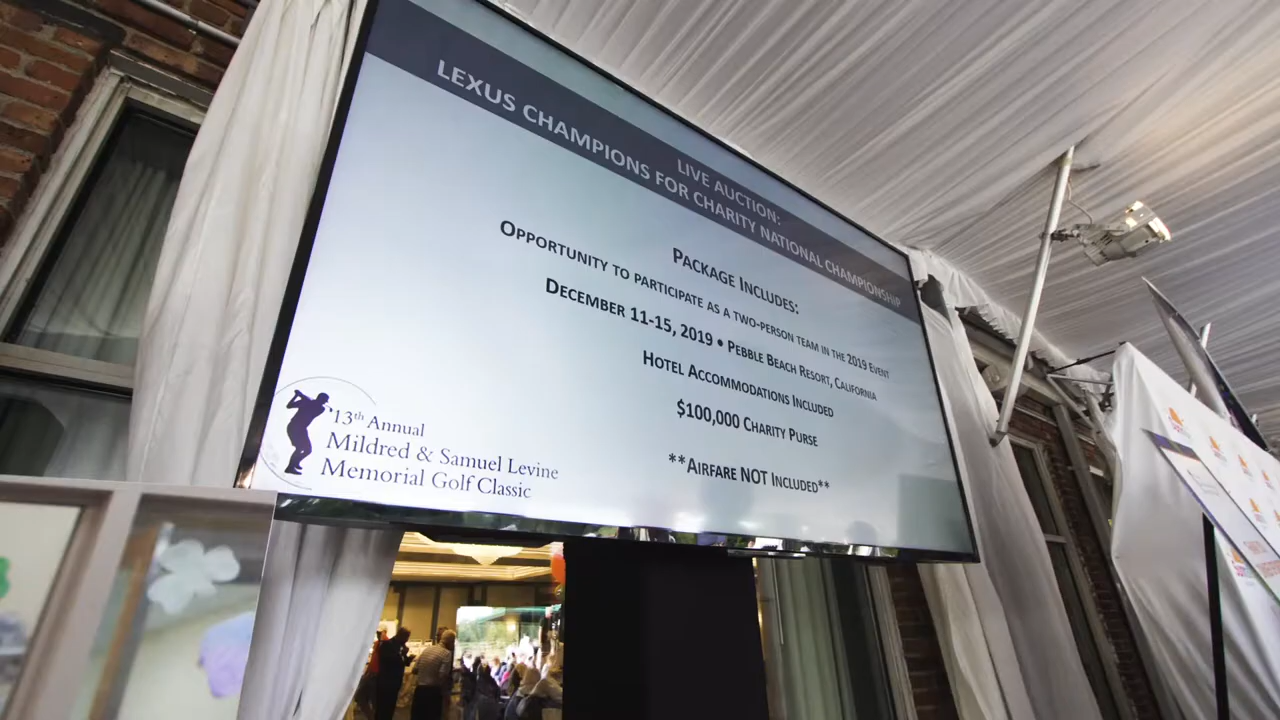 LIVE AUCTION:
LEXUS CHAMPIONS FOR CHARITY NATIONAL CHAMPIONSHIP
PACKAGE INCLUDES:
OPPORTUNITY TO PARTICIPATE AS A TWO-PERSON TEAM IN THE 2019 EVENT
DECEMBER 11-15, 2019 • PEBBLE BEACH RESORT, CALIFORNIA
HOTEL ACCOMMODATIONS INCLUDED
$100,000 CHARITY PURSE
**AIRFARE NOT INCLUDED**
13th Annual
Mildred & Samuel Levine
Memorial Golf Classic